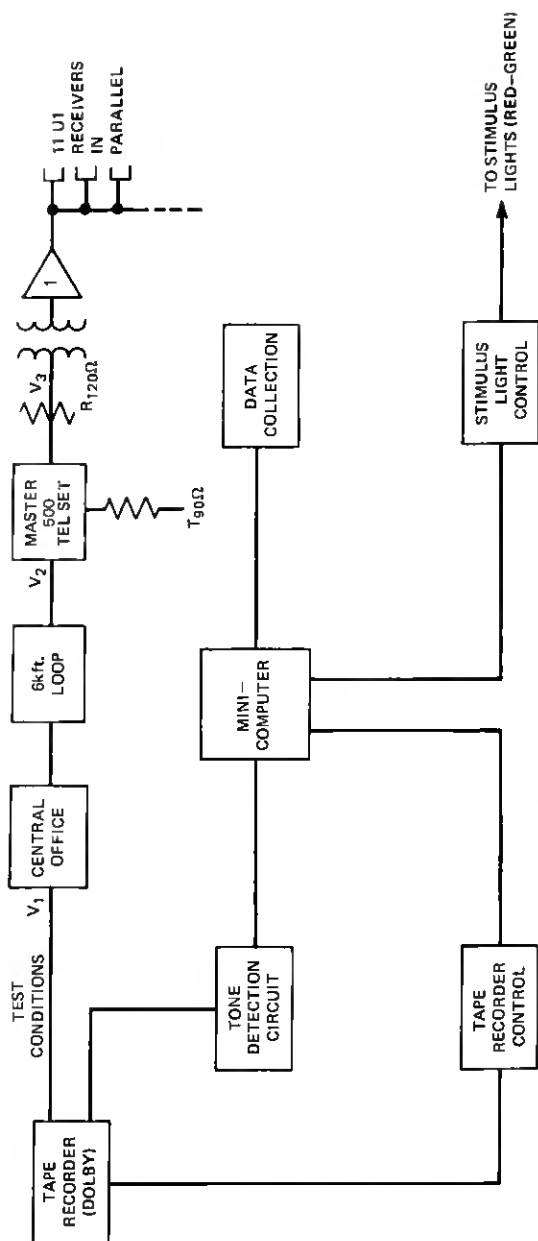 TAPE
RECORDER
(DOLBY)
TEST
CONDITIONS
V1
CENTRAL
OFFICE
6kft.
LOOP
V2
MASTER
500
TEL SET
T90Ω
V3
R120Ω
1
11 U1
RECEIVERS
IN
PARALLEL
TONE
DETECTION
CIRCUIT
MINI-
COMPUTER
DATA
COLLECTION
TAPE
RECORDER
CONTROL
STIMULUS
LIGHT
CONTROL
TO STIMULUS
LIGHTS (RED-GREEN)